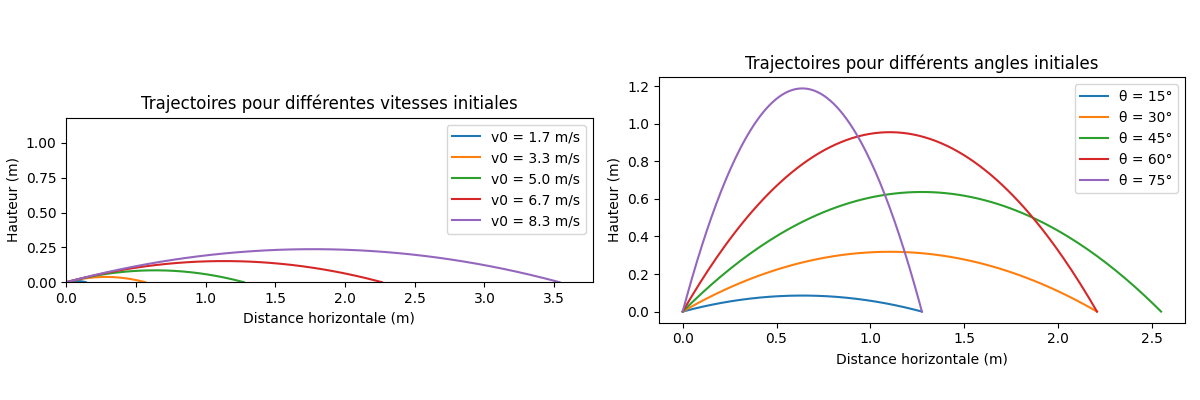 Trajectoires pour différentes vitesses initiales
Hauteur (m)
1.00
0.75
0.50
0.25
0.00
v0 = 1.7 m/s
v0 = 3.3 m/s
v0 = 5.0 m/s
v0 = 6.7 m/s
v0 = 8.3 m/s
0.0 0.5 1.0 1.5 2.0 2.5 3.0 3.5
Distance horizontale (m)
Trajectoires pour différents angles initiales
Hauteur (m)
1.2
1.0
0.8
0.6
0.4
0.2
0.0
θ = 15°
θ = 30°
θ = 45°
θ = 60°
θ = 75°
0.0 0.5 1.0 1.5 2.0 2.5
Distance horizontale (m)